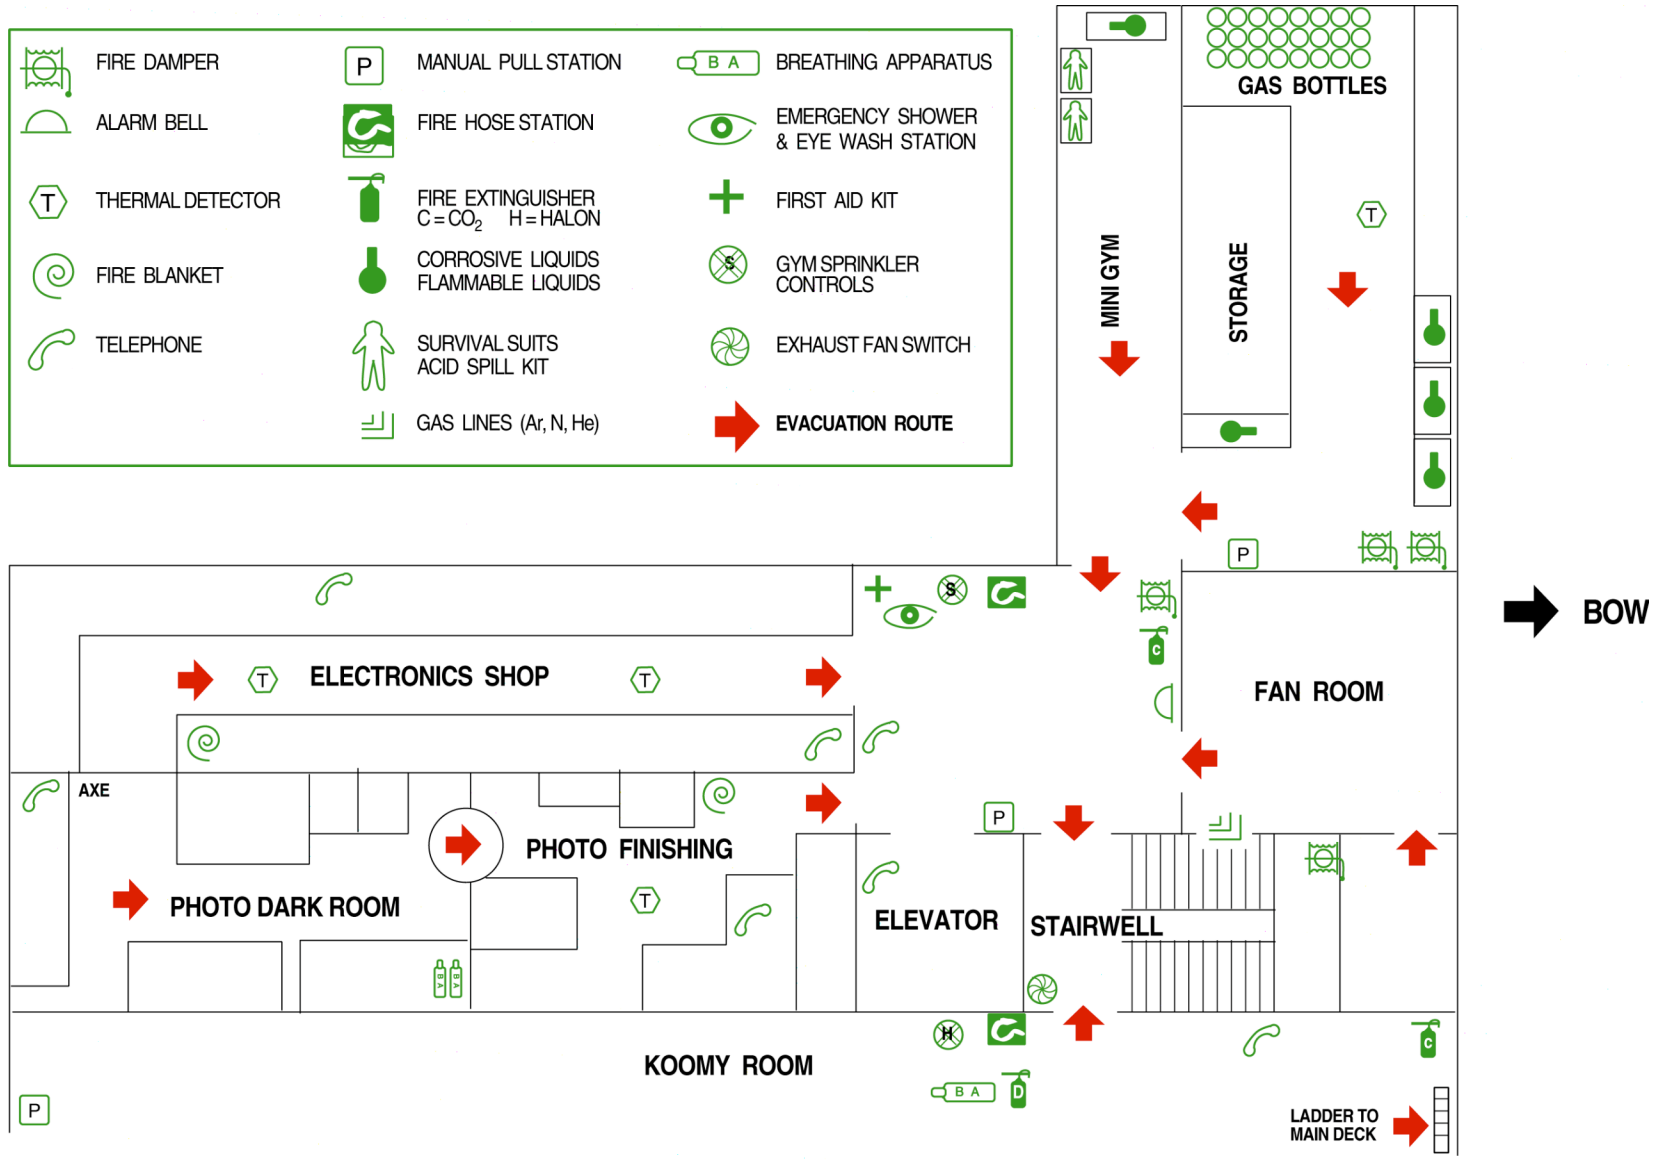 FIRE DAMPER
ALARM BELL
T THERMAL DETECTOR
FIRE BLANKET
TELEPHONE
P MANUAL PULL STATION
FIRE HOSE STATION
FIRE EXTINGUISHER
C = CO2 H = HALON
CORROSIVE LIQUIDS
FLAMMABLE LIQUIDS
SURVIVAL SUITS
ACID SPILL KIT
GAS LINES (Ar, N, He)
B A BREATHING APPARATUS
EMERGENCY SHOWER
& EYE WASH STATION
FIRST AID KIT
S GYM SPRINKLER
CONTROLS
EXHAUST FAN SWITCH
EVACUATION ROUTE
GAS BOTTLES
T
MINI GYM
STORAGE
P
S
C
BOW
FAN ROOM
T
ELECTRONICS SHOP
T
AXE
P
PHOTO FINISHING
T
PHOTO DARK ROOM
ELEVATOR
STAIRWELL
B A
B A
H
C
KOOMY ROOM
B A
D
P
LADDER TO
MAIN DECK